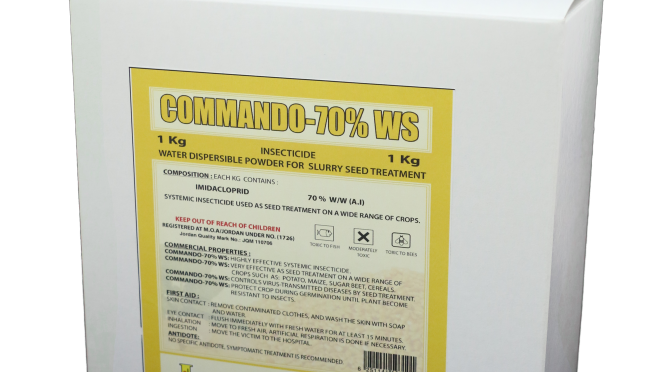 COMMANDO-70% WS
1 Kg INSECTICIDE 1 Kg
WATER DISPERSIBLE POWDER FOR SLURRY SEED TREATMENT
COMPOSITION : EACH KG CONTAINS :
IMIDACLOPRID 70 % W/W (A.I)
SYSTEMIC INSECTICIDE USED AS SEED TREATMENT ON A WIDE RANGE OF CROPS.
KEEP OUT OF REACH OF CHILDREN
REGISTERED AT M.O.A/JORDAN UNDER NO. (1726)
Jordan Quality Mark No.: JQM 110706
TOXIC TO FISH MODERATELY TOXIC TOXIC TO BEES
COMMERCIAL PROPERTIES :
COMMANDO-70% WS: HIGHLY EFFECTIVE SYSTEMIC INSECTICIDE.
COMMANDO-70% WS: VERY EFFECTIVE AS SEED TREATMENT ON A WIDE RANGE OF
CROPS SUCH AS: POTATO, MAIZE, SUGAR BEET, CEREALS.
COMMANDO-70% WS: CONTROLS VIRUS-TRANSMITTED DISEASES BY SEED TREATMENT.
COMMANDO-70% WS: PROTECT CROP DURING GERMINATION UNTIL PLANT BECOME
RESISTANT TO INSECTS.
FIRST AID :
SKIN CONTACT : REMOVE CONTAMINATED CLOTHES, AND WASH THE SKIN WITH SOAP
AND WATER.
EYE CONTACT : FLUSH IMMEDIATELY WITH FRESH WATER FOR AT LEAST 15 MINUTES.
INHALATION : MOVE TO FRESH AIR, ARTIFICIAL RESPIRATION IS DONE IF NECESSARY.
INGESTION : MOVE THE VICTIM TO THE HOSPITAL.
ANTIDOTE:
NO SPECIFIC ANTIDOTE, SYMPTOMATIC TREATMENT IS RECOMMENDED